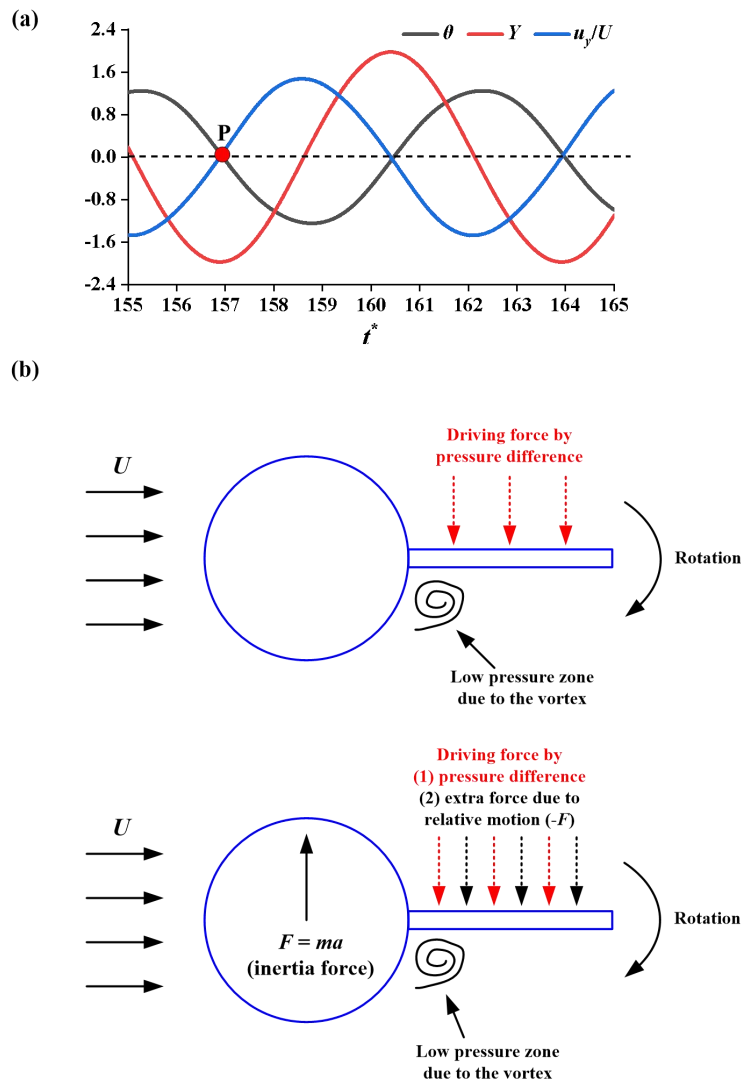 (a)
θ Y u_y/U
2.4
1.6
0.8
0.0
-0.8
-1.6
-2.4
P
155 156 157 158 159 160 161 162 163 164 165
t*
(b)
U
Driving force by
pressure difference
Rotation
Low pressure zone
due to the vortex
U
Driving force by
(1) pressure difference
(2) extra force due to
relative motion (-F)
F = ma
(inertia force)
Rotation
Low pressure zone
due to the vortex